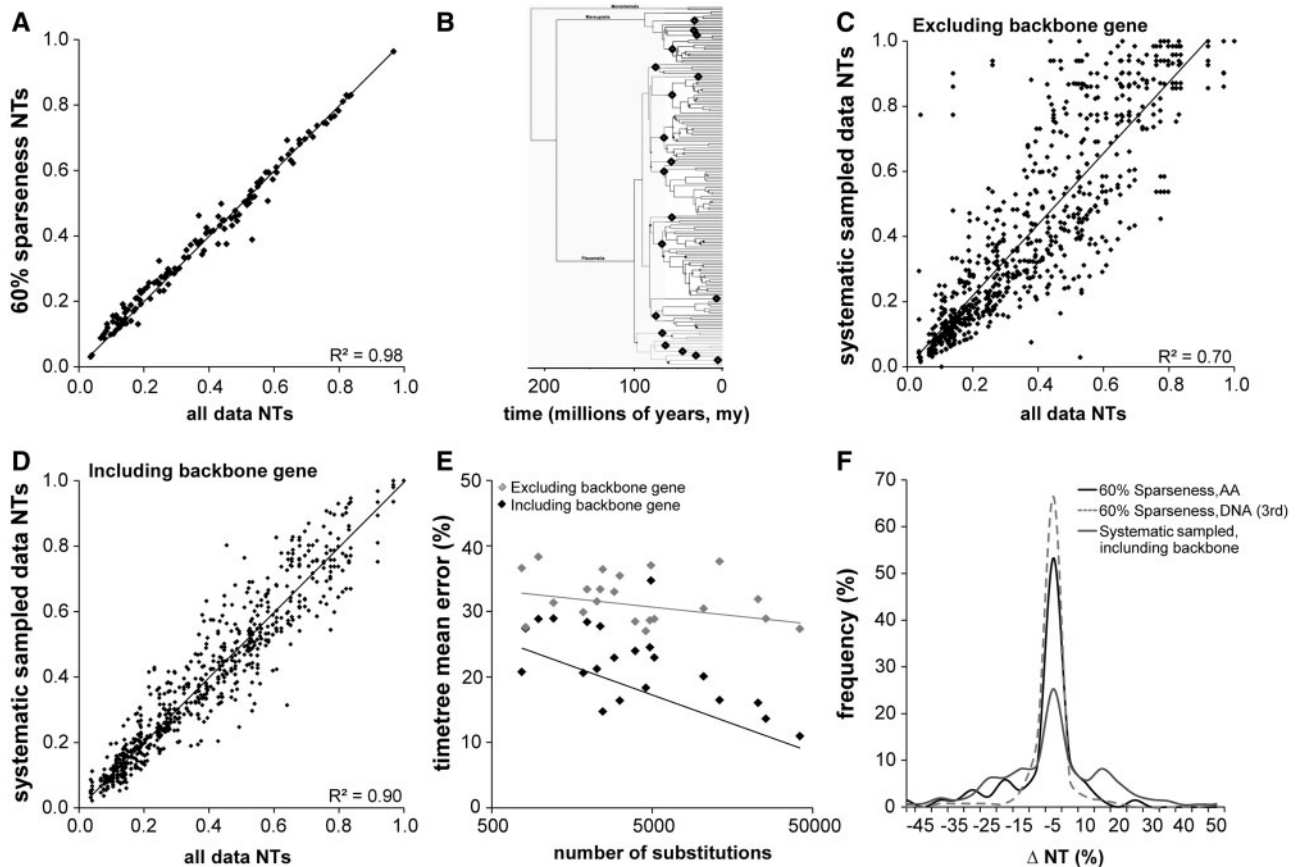 A
60% sparseness NTs
1.0
0.8
0.6
0.4
0.2
0.0
R² = 0.98
0.0 0.2 0.4 0.6 0.8 1.0
all data NTs
B
Monotremata
Marsupialia
Placentalia
200 100 0
time (millions of years, my)
C
Excluding backbone gene
systematic sampled data NTs
1.0
0.8
0.6
0.4
0.2
0.0
R² = 0.70
0.0 0.2 0.4 0.6 0.8 1.0
all data NTs
D
Including backbone gene
systematic sampled data NTs
1.0
0.8
0.6
0.4
0.2
0.0
R² = 0.90
0.0 0.2 0.4 0.6 0.8 1.0
all data NTs
E
Excluding backbone gene
Including backbone gene
timetree mean error (%)
50
40
30
20
10
0
500 5000 50000
number of substitutions
F
60% Sparseness,AA
60% Sparseness,DNA (3rd)
Systematic sampled,
inclunding backbone
frequency (%)
70
60
50
40
30
20
10
0
-45 -35 -25 -15 -5 10 20 30 40 50
Δ NT (%)